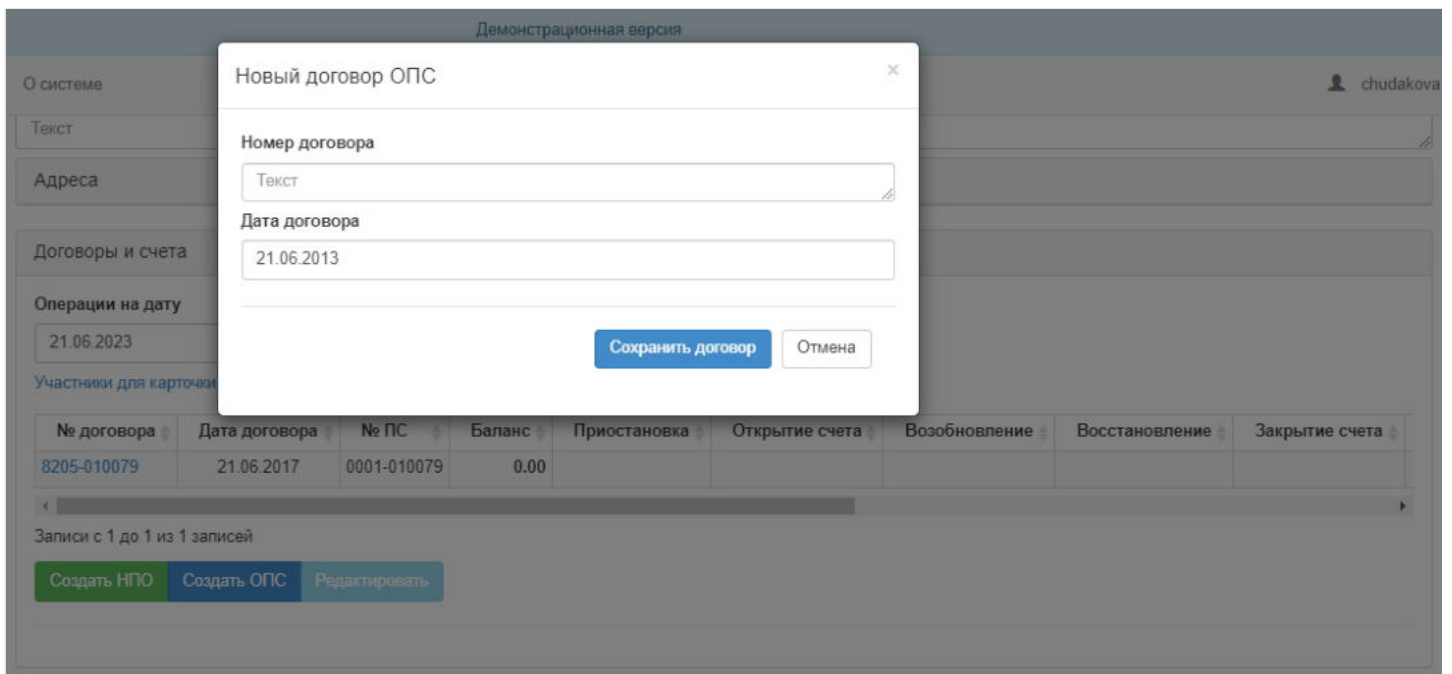 Демонстрационная версия
Новый договор ОПС ×
О системе chudakova
Текст
Номер договора
Текст
Адреса
Дата договора
21.06.2013
Договоры и счета
Операции на дату
21.06.2023
Сохранить договор Отмена
Участники для карточки
№ договора Дата договора № ПС Баланс Приостановка Открытие счета Возобновление Восстановление Закрытие счета
8205-010079 21.06.2017 0001-010079 0.00
Записи с 1 до 1 из 1 записей
Создать НПО Создать ОПС Редактировать